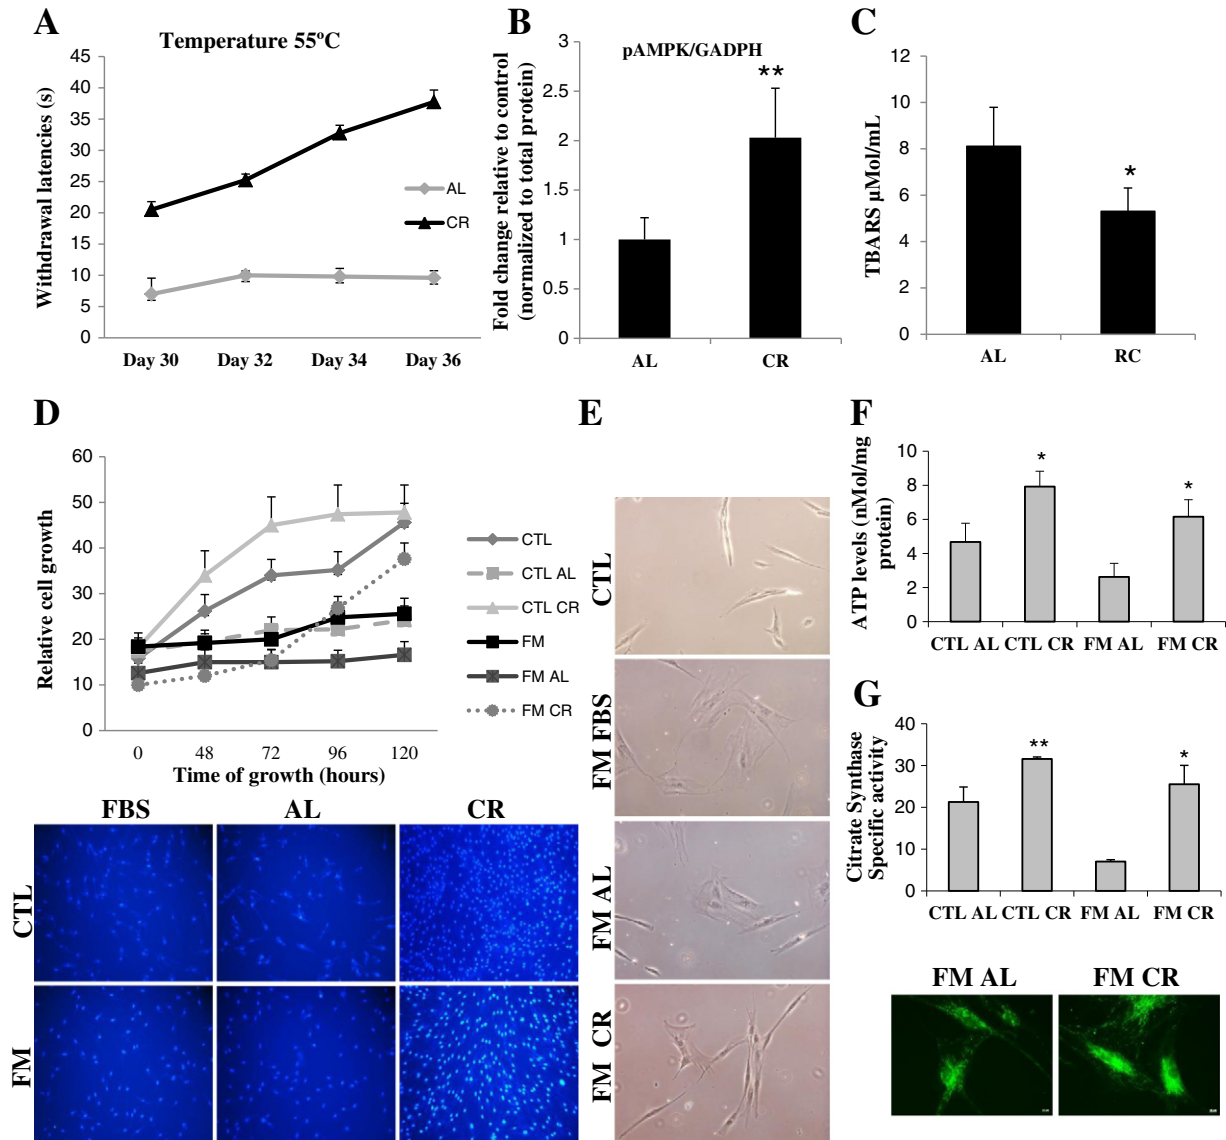 A
Temperature 55ºC
Withdrawal latencies (s)
45
40
35
30
25
20
15
10
5
0
AL
CR
Day 30 Day 32 Day 34 Day 36
B
pAMPK/GADPH
Fold change relative to control
(normalized to total protein)
3
2.5
2
1.5
1
0.5
0
**
AL CR
C
TBARS µMol/mL
12
10
8
6
4
2
0
*
AL RC
D
Relative cell growth
60
50
40
30
20
10
0
0 48 72 96 120
Time of growth (hours)
CTL
CTL AL
CTL CR
FM
FM AL
FM CR
FBS AL CR
CTL
FM
E
CTL
FM FBS
FM AL
FM CR
F
ATP levels (nMol/mg
protein)
10
8
6
4
2
0
*
*
CTL AL CTL CR FM AL FM CR
G
Citrate Synthase
Specific activity
40
30
20
10
0
**
*
CTL AL CTL CR FM AL FM CR
FM AL FM CR